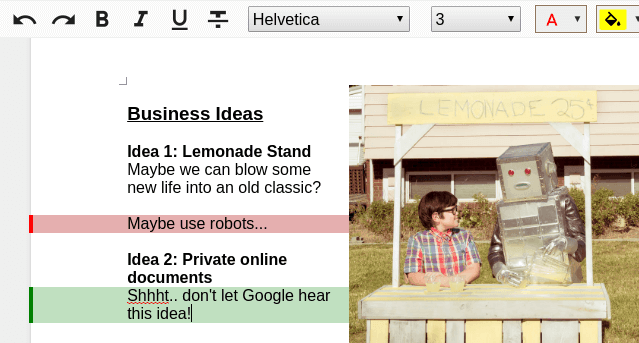 B I U S
Helvetica 3 A
Business Ideas
Idea 1: Lemonade Stand
Maybe we can blow some
new life into an old classic?
Maybe use robots...
Idea 2: Private online
documents
Shhht.. don't let Google hear
this idea!
LEMONADE 25¢